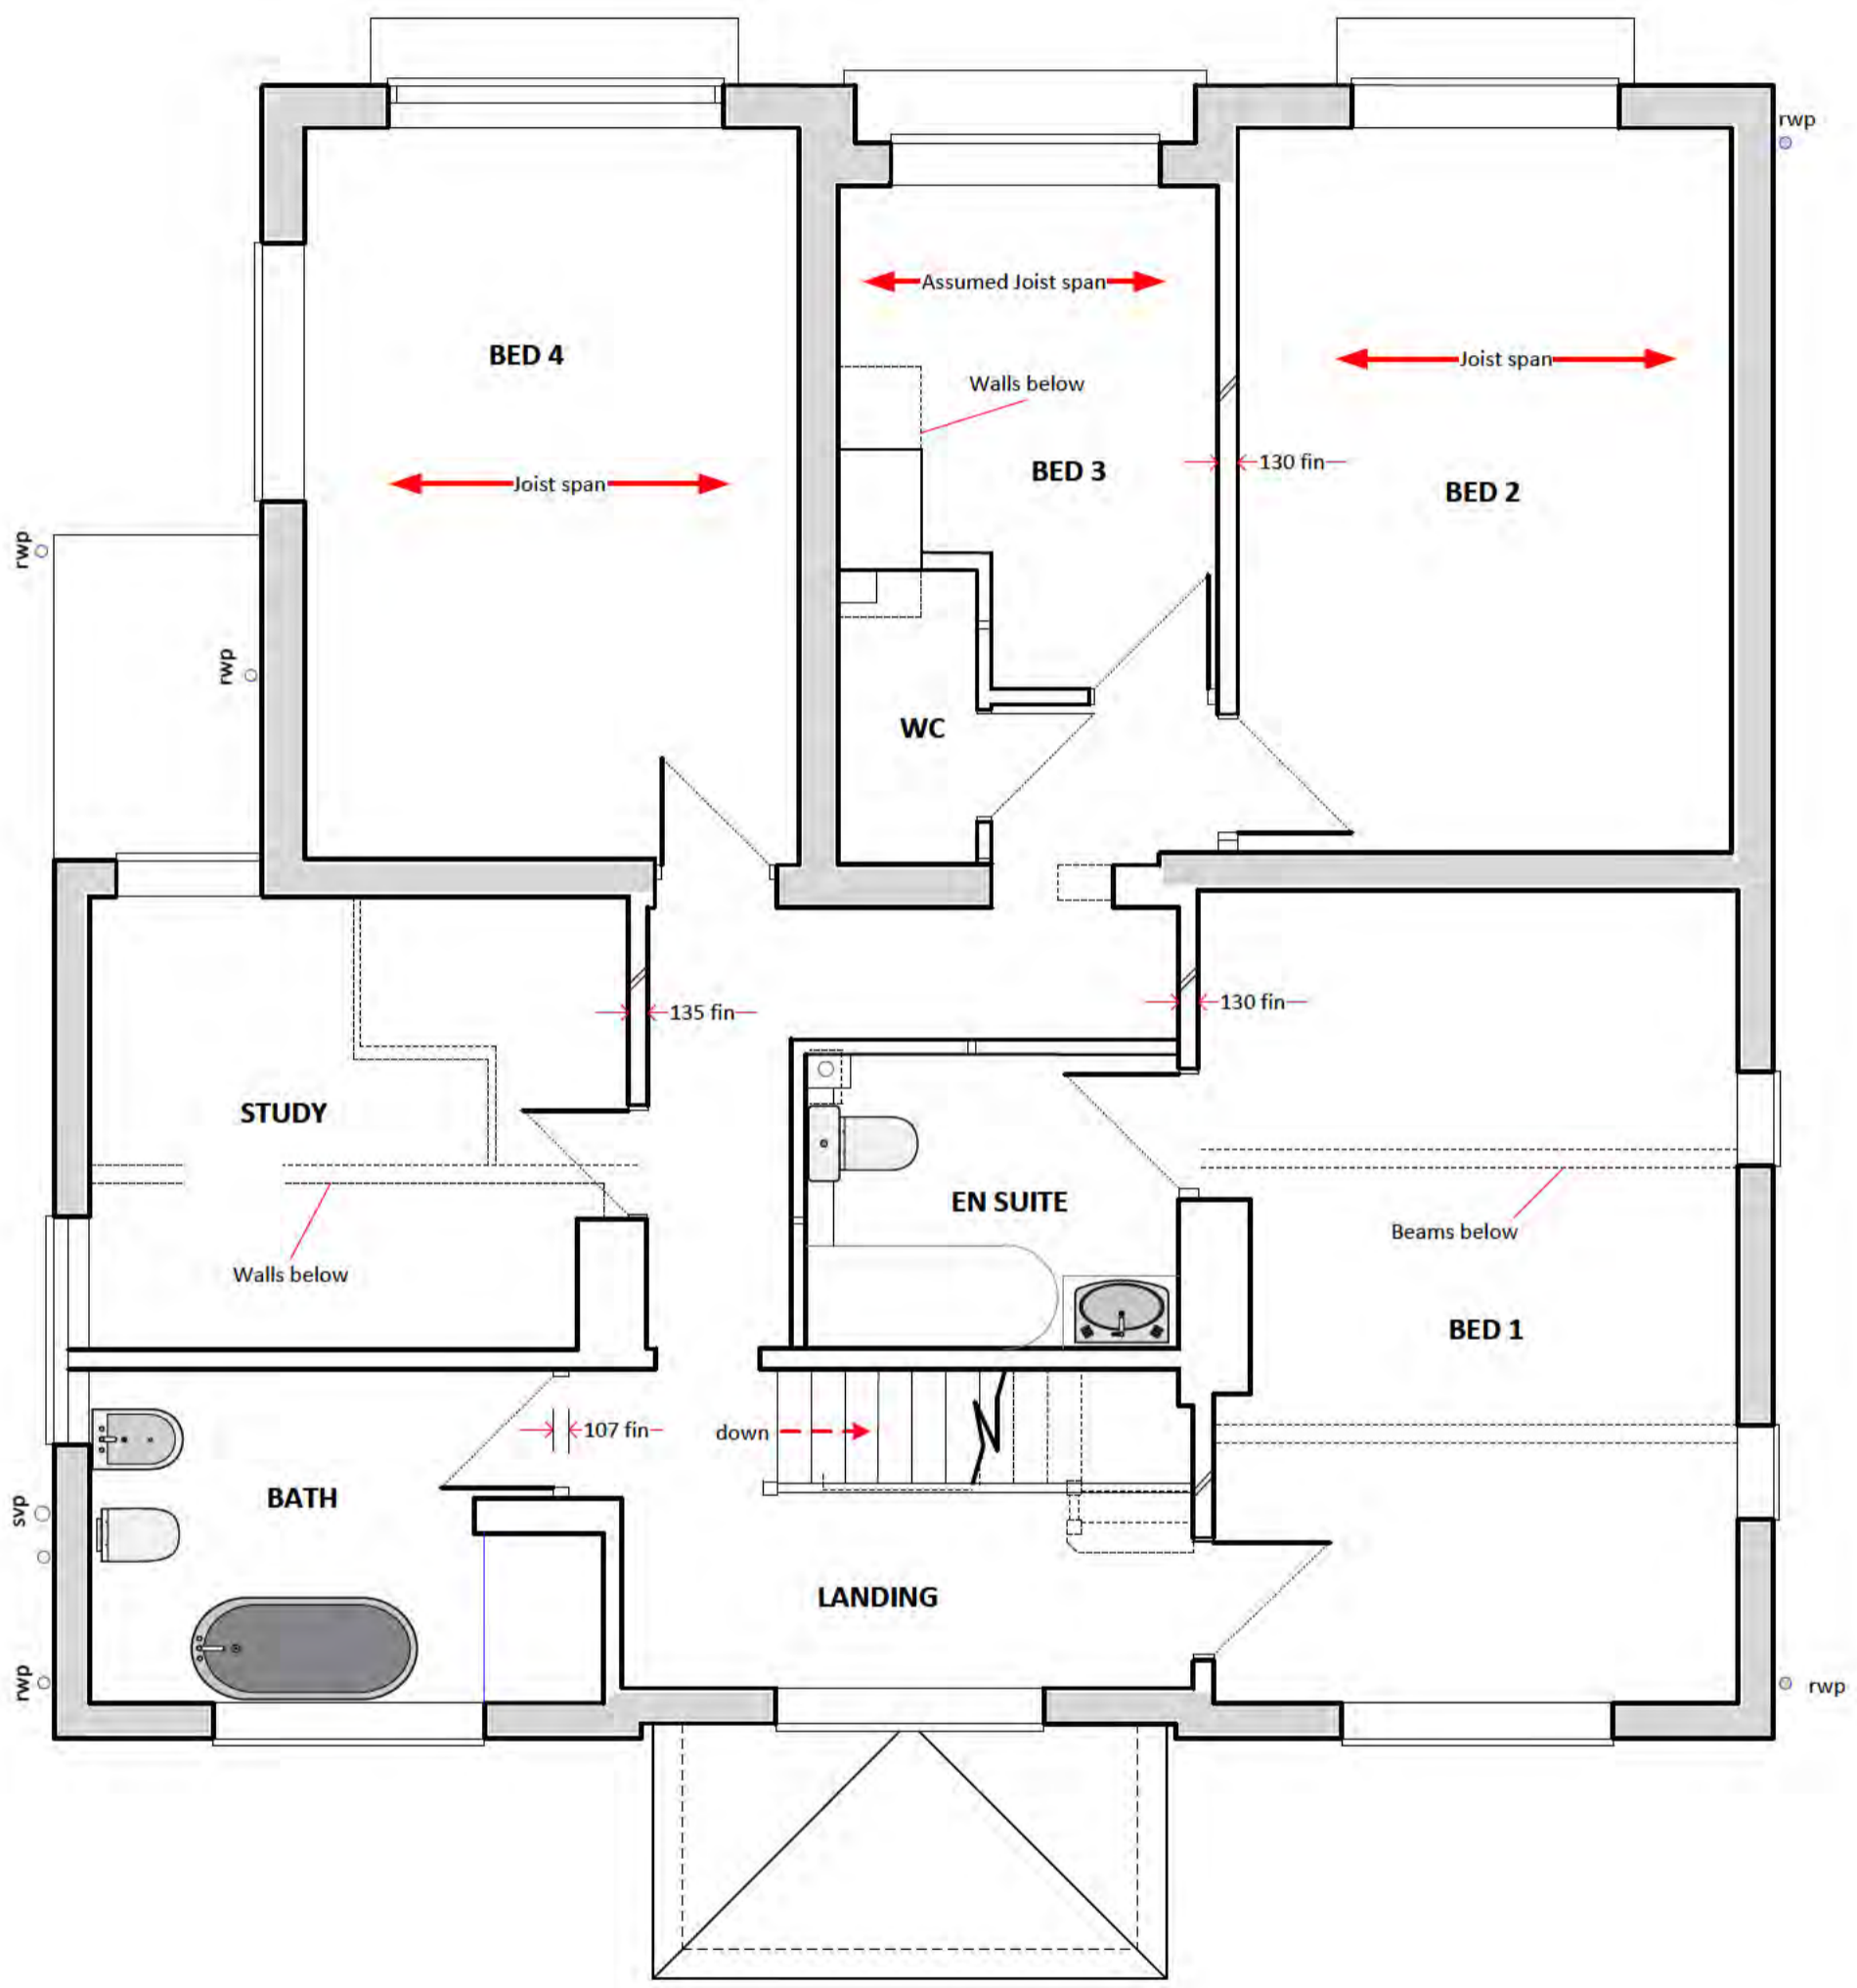 rwp
Assumed Joist span
BED 4
Joist span
Walls below
130 fin
BED 3
Joist span
BED 2
rwp
rwp
WC
135 fin
130 fin
STUDY
EN SUITE
Beams below
Walls below
BED 1
107 fin
down
BATH
svp
LANDING
rwp
rwp